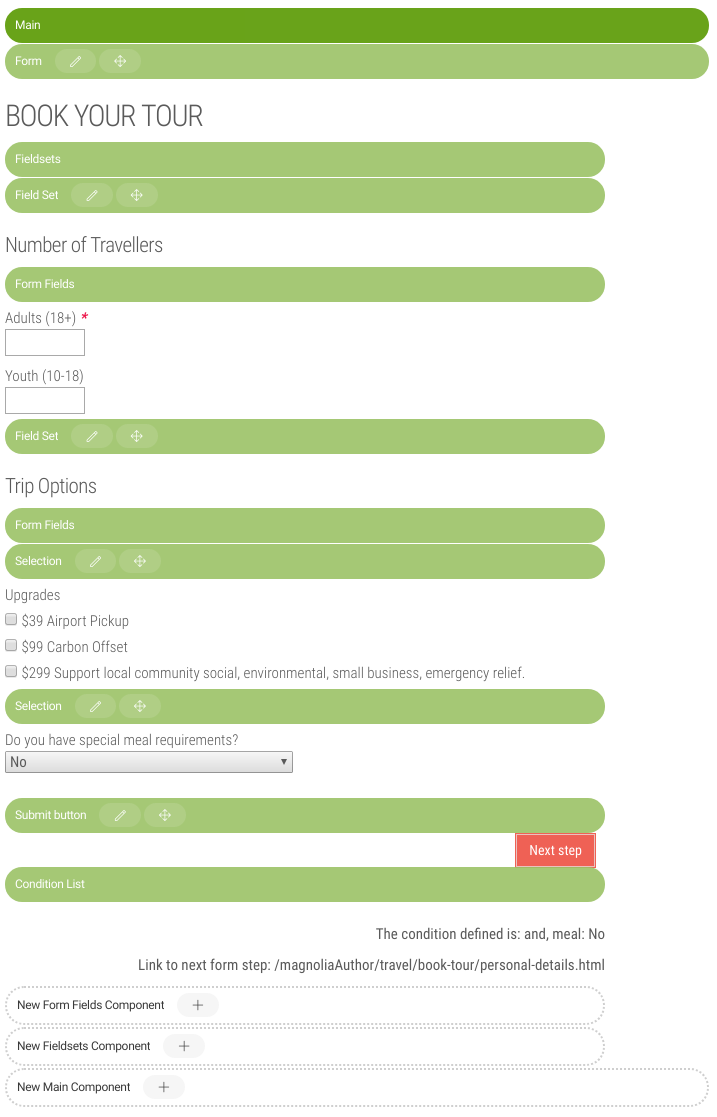 Main
Form
BOOK YOUR TOUR
Fieldsets
Field Set
Number of Travellers
Form Fields
Adults (18+) *
Youth (10-18)
Field Set
Trip Options
Form Fields
Selection
Upgrades
$39 Airport Pickup
$99 Carbon Offset
$299 Support local community social, environmental, small business, emergency relief.
Selection
Do you have special meal requirements?
No
Submit button
Next step
Condition List
The condition defined is: and, meal: No
Link to next form step: /magnoliaAuthor/travel/book-tour/personal-details.html
New Form Fields Component
New Fieldsets Component
New Main Component